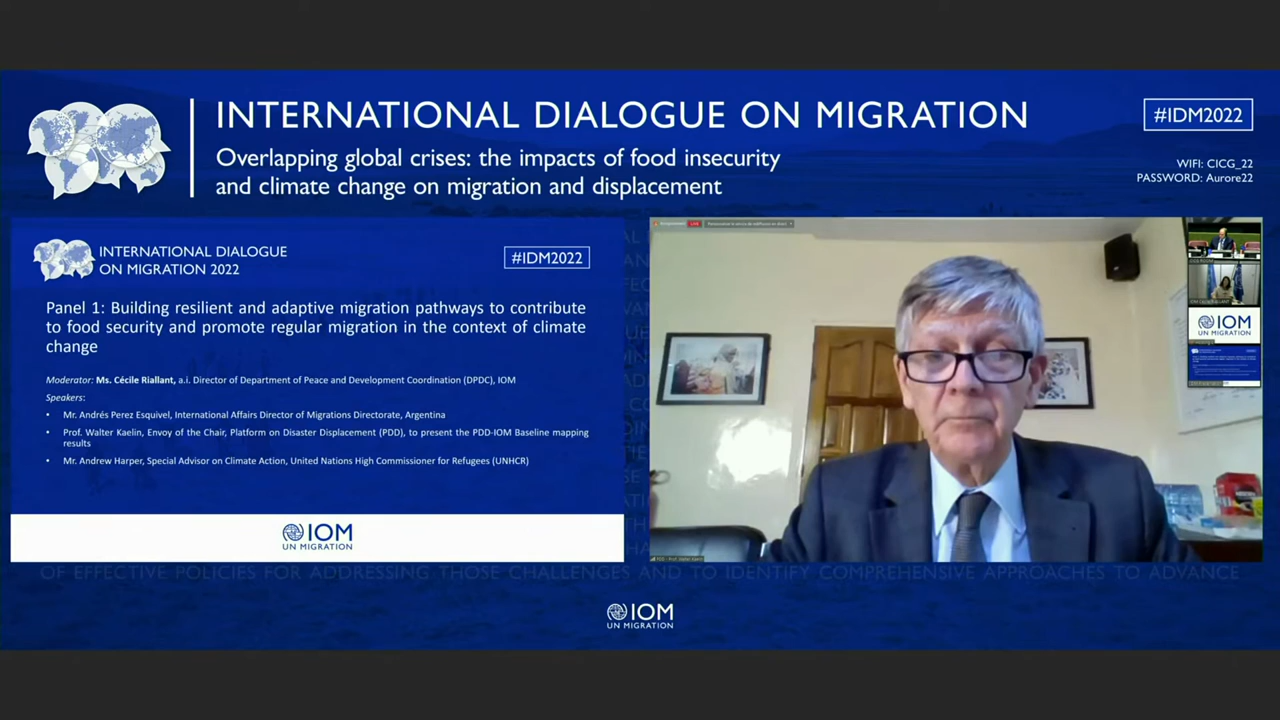 INTERNATIONAL DIALOGUE ON MIGRATION
Overlapping global crises: the impacts of food insecurity
and climate change on migration and displacement
#IDM2022
WIFI: CICG_22
PASSWORD: Aurore22
INTERNATIONAL DIALOGUE
ON MIGRATION 2022
#IDM2022
Panel 1: Building resilient and adaptive migration pathways to contribute
to food security and promote regular migration in the context of climate
change
Moderator: Ms. Cécile Riallant, a.i. Director of Department of Peace and Development Coordination (DPDC), IOM
Speakers:
• Mr. Andrés Perez Esquivel, International Affairs Director of Migrations Directorate, Argentina
• Prof. Walter Kaelin, Envoy of the Chair, Platform on Disaster Displacement (PDD), to present the PDD-IOM Baseline mapping
results
• Mr. Andrew Harper, Special Advisor on Climate Action, United Nations High Commissioner for Refugees (UNHCR)
IOM
UN MIGRATION
LIVE
IOM
UN MIGRATION
OF EFFECTIVE POLICIES FOR ADDRESSING THOSE CHALLENGES AND TO IDENTIFY COMPREHENSIVE APPROACHES TO ADVANCE
IOM
UN MIGRATION